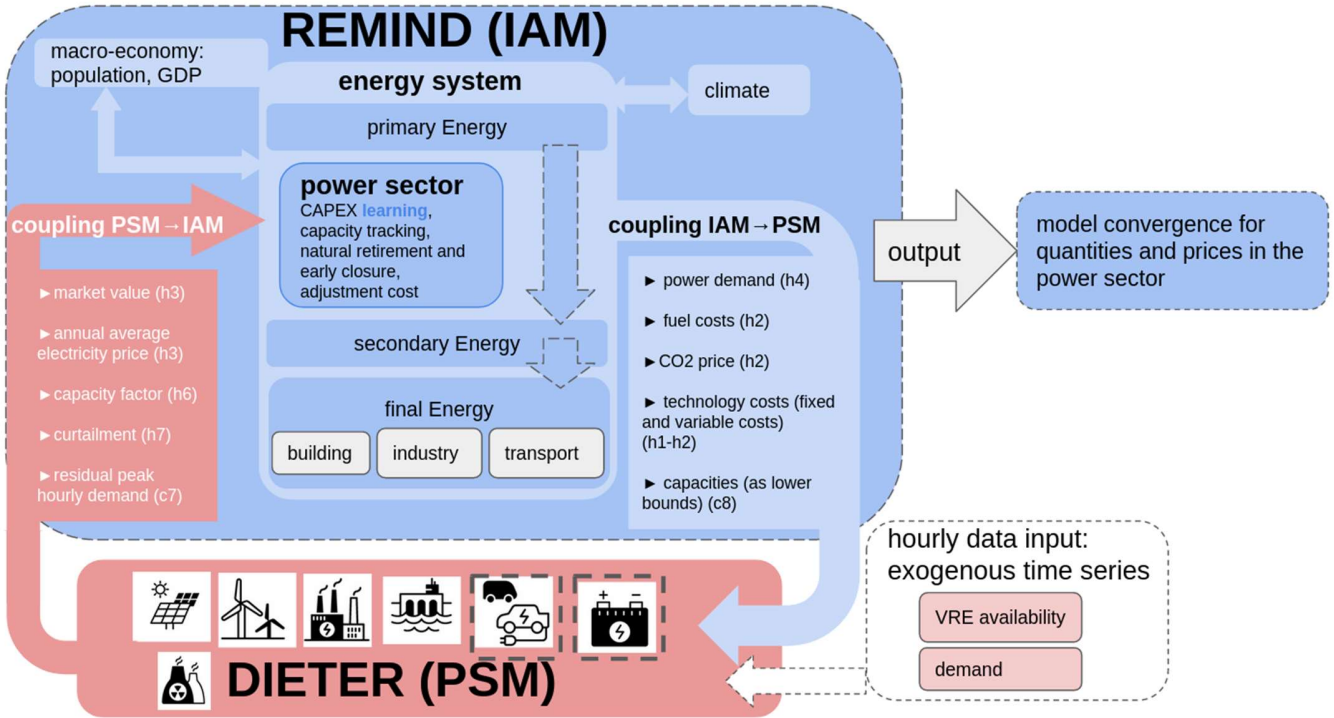 REMIND (IAM)
macro-economy:
population, GDP
energy system
climate
primary Energy
power sector
CAPEX learning,
capacity tracking,
natural retirement and
early closure,
adjustment cost
secondary Energy
final Energy
building
industry
transport
coupling PSM→IAM
►market value (h3)
►annual average
electricity price (h3)
►capacity factor (h6)
►curtailment (h7)
►residual peak
hourly demand (c7)
coupling IAM→PSM
► power demand (h4)
► fuel costs (h2)
►CO2 price (h2)
► technology costs (fixed
and variable costs)
(h1-h2)
► capacities (as lower
bounds) (c8)
output
model convergence for
quantities and prices in the
power sector
hourly data input:
exogenous time series
VRE availability
demand
+ −
DIETER (PSM)